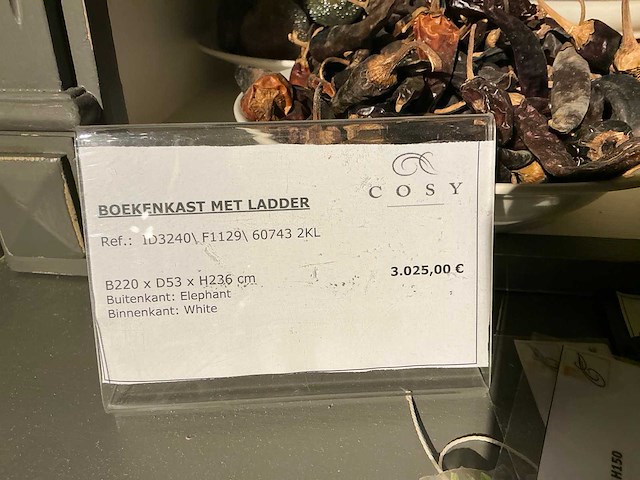 COSY
BOEKENKAST MET LADDER
Ref.: ID3240\ F1129\ 60743 2KL
3.025,00 €
B220 x D53 x H236 cm
Buitenkant: Elephant
Binnenkant: White
H150